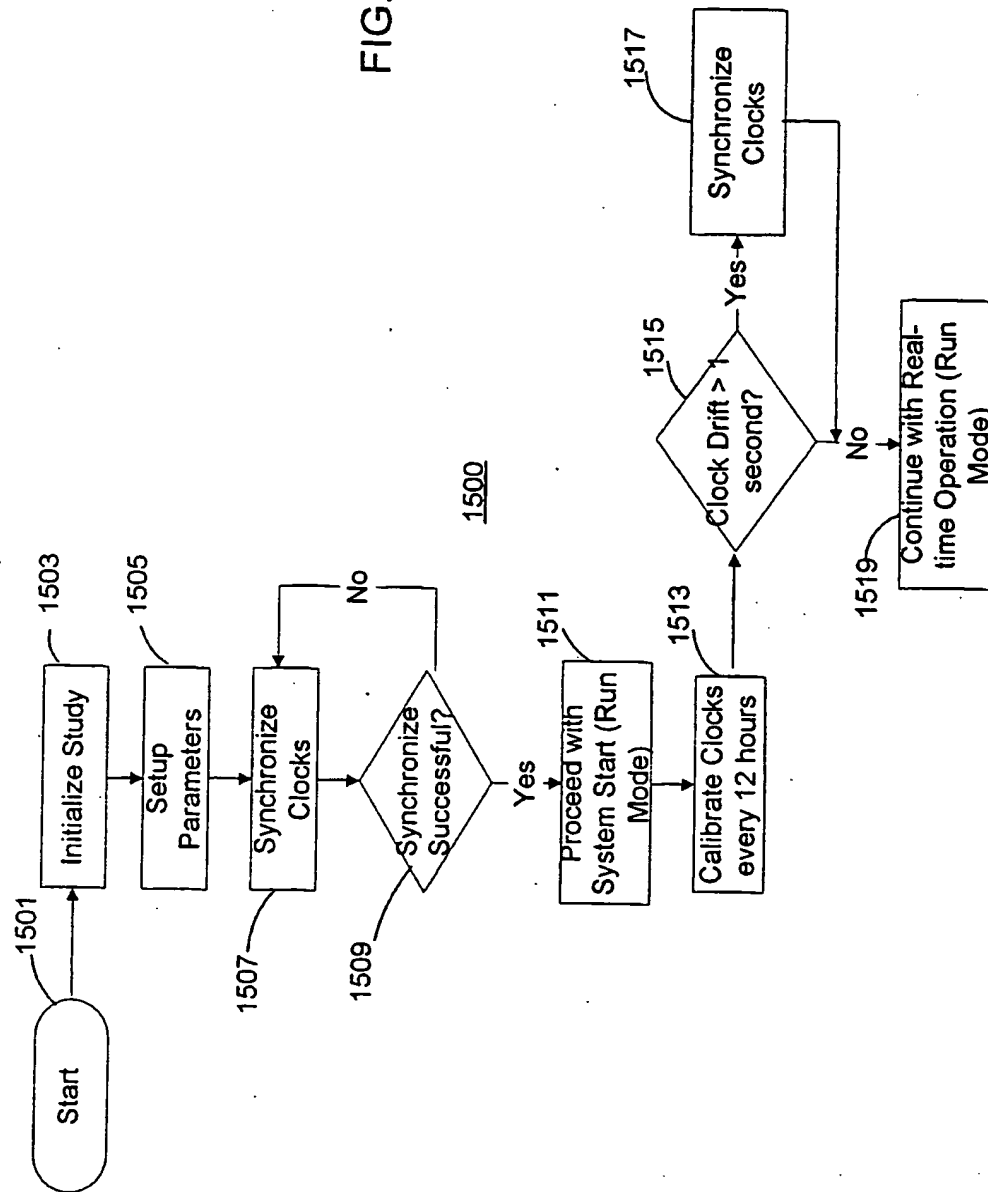 FIG.
1500
Start
1501
Initialize Study
1503
Setup
Parameters
1505
Synchronize
Clocks
1507
Synchronize
Successful?
1509
No
Yes
Proceed with
System Start (Run
Mode)
1511
Calibrate Clocks
every 12 hours
1513
Clock Drift > 1
second?
1515
Yes
Synchronize
Clocks
1517
No
Continue with Real-
time Operation (Run
Mode)
1519